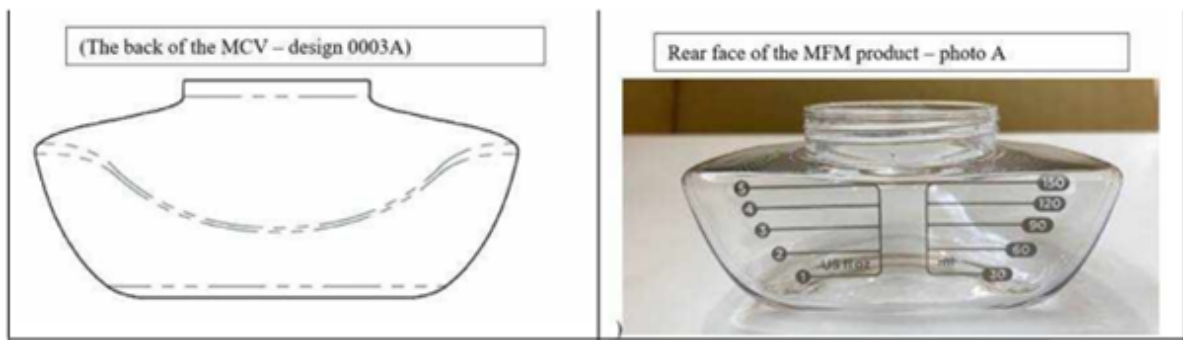 (The back of the MCV – design 0003A)
Rear face of the MFM product – photo A
5 150
4 120
3 90
2 60
1 US fl oz ml 30
)